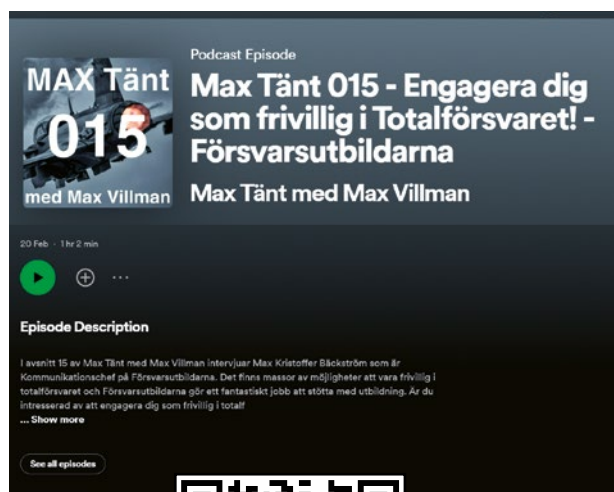 MAX Tänt
015
med Max Villman
Podcast Episode
Max Tänt 015 - Engagera dig
som frivillig i Totalförsvaret! -
Försvarsutbildarna
Max Tänt med Max Villman
20 Feb · 1 hr 2 min
Episode Description
I avsnitt 15 av Max Tänt med Max Villman intervjuar Max Kristoffer Bäckström som är
Kommunikationschef på Försvarsutbildarna. Det finns massor av möjligheter att vara frivillig i
totalförsvaret och Försvarsutbildarna gör ett fantastiskt jobb att stötta med utbildning. Är du
intresserad av att engagera dig som frivillig i totalf
... Show more
See all episodes